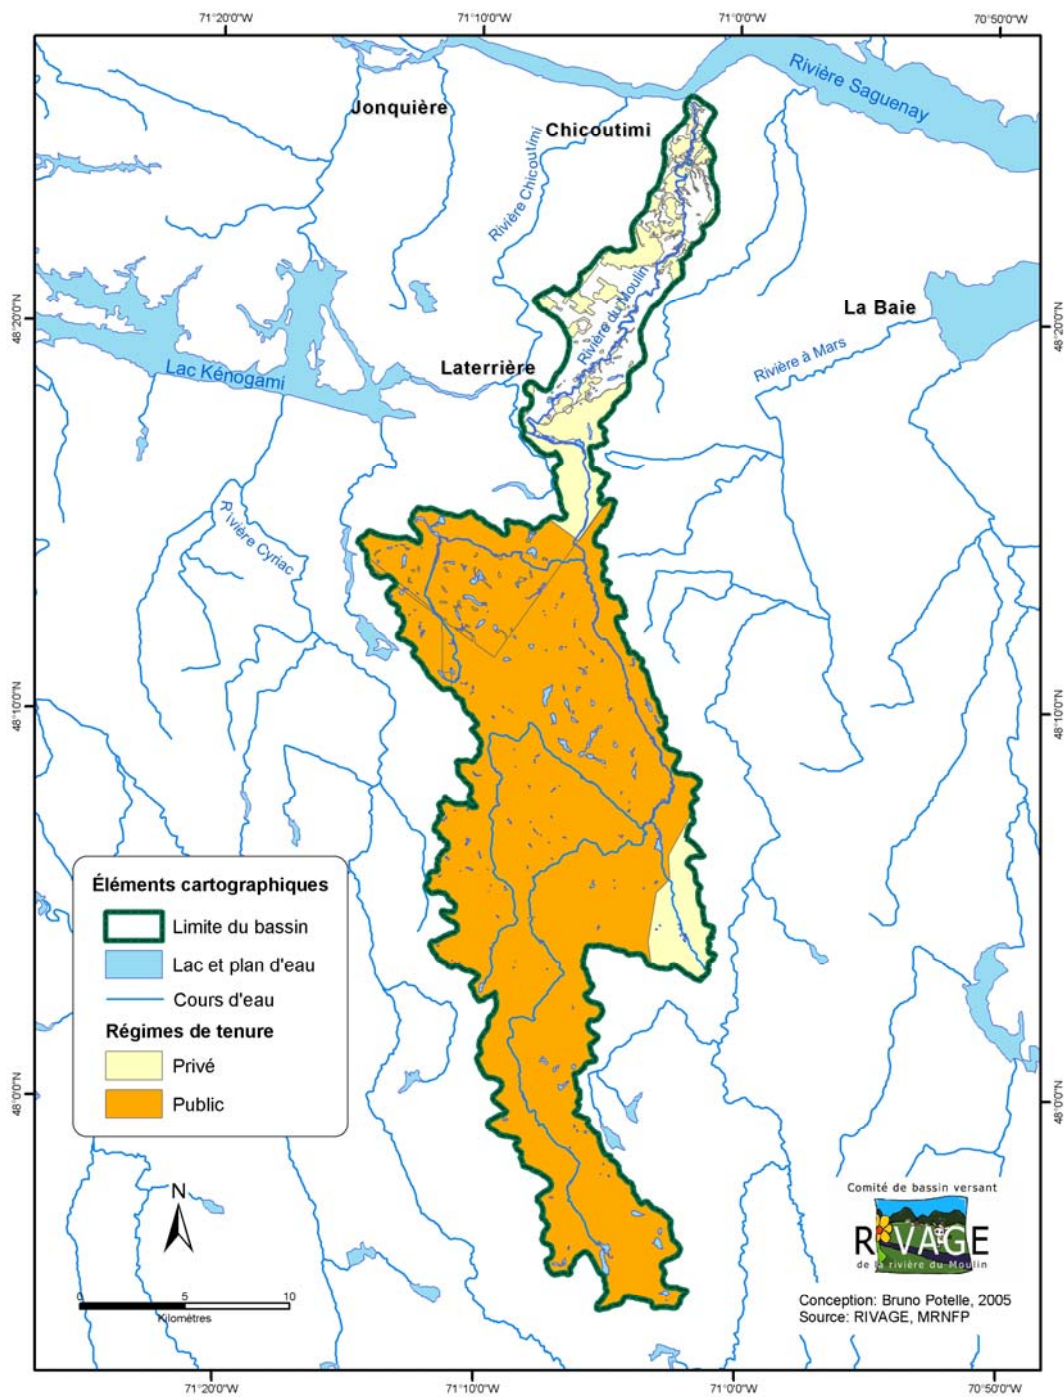 71°20'0"W
71°10'0"W
71°0'0"W
70°50'0"W
Rivière Saguenay
Jonquière
Chicoutimi
Rivière Chicoutimi
48°20'0"N
48°20'0"N
La Baie
Rivière du Moulin
Rivière à Mars
Laterrière
Lac Kénogami
Rivière Cyriac
48°10'0"N
48°10'0"N
Éléments cartographiques
Limite du bassin
Lac et plan d'eau
Cours d'eau
Régimes de tenure
Privé
Public
48°0'0"N
48°0'0"N
N
0 5 10
Kilomètres
Comité de bassin versant
RIVAGE
de la rivière du Moulin
Conception: Bruno Potelle, 2005
Source: RIVAGE, MRNFP
71°20'0"W
71°10'0"W
71°0'0"W
70°50'0"W